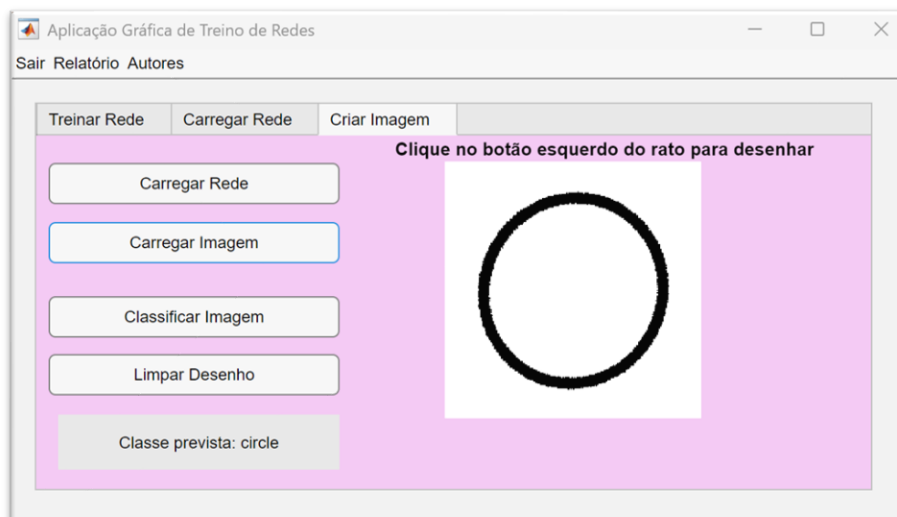 Aplicação Gráfica de Treino de Redes
Sair Relatório Autores
Treinar Rede Carregar Rede Criar Imagem
Clique no botão esquerdo do rato para desenhar
Carregar Rede
Carregar Imagem
Classificar Imagem
Limpar Desenho
Classe prevista: circle